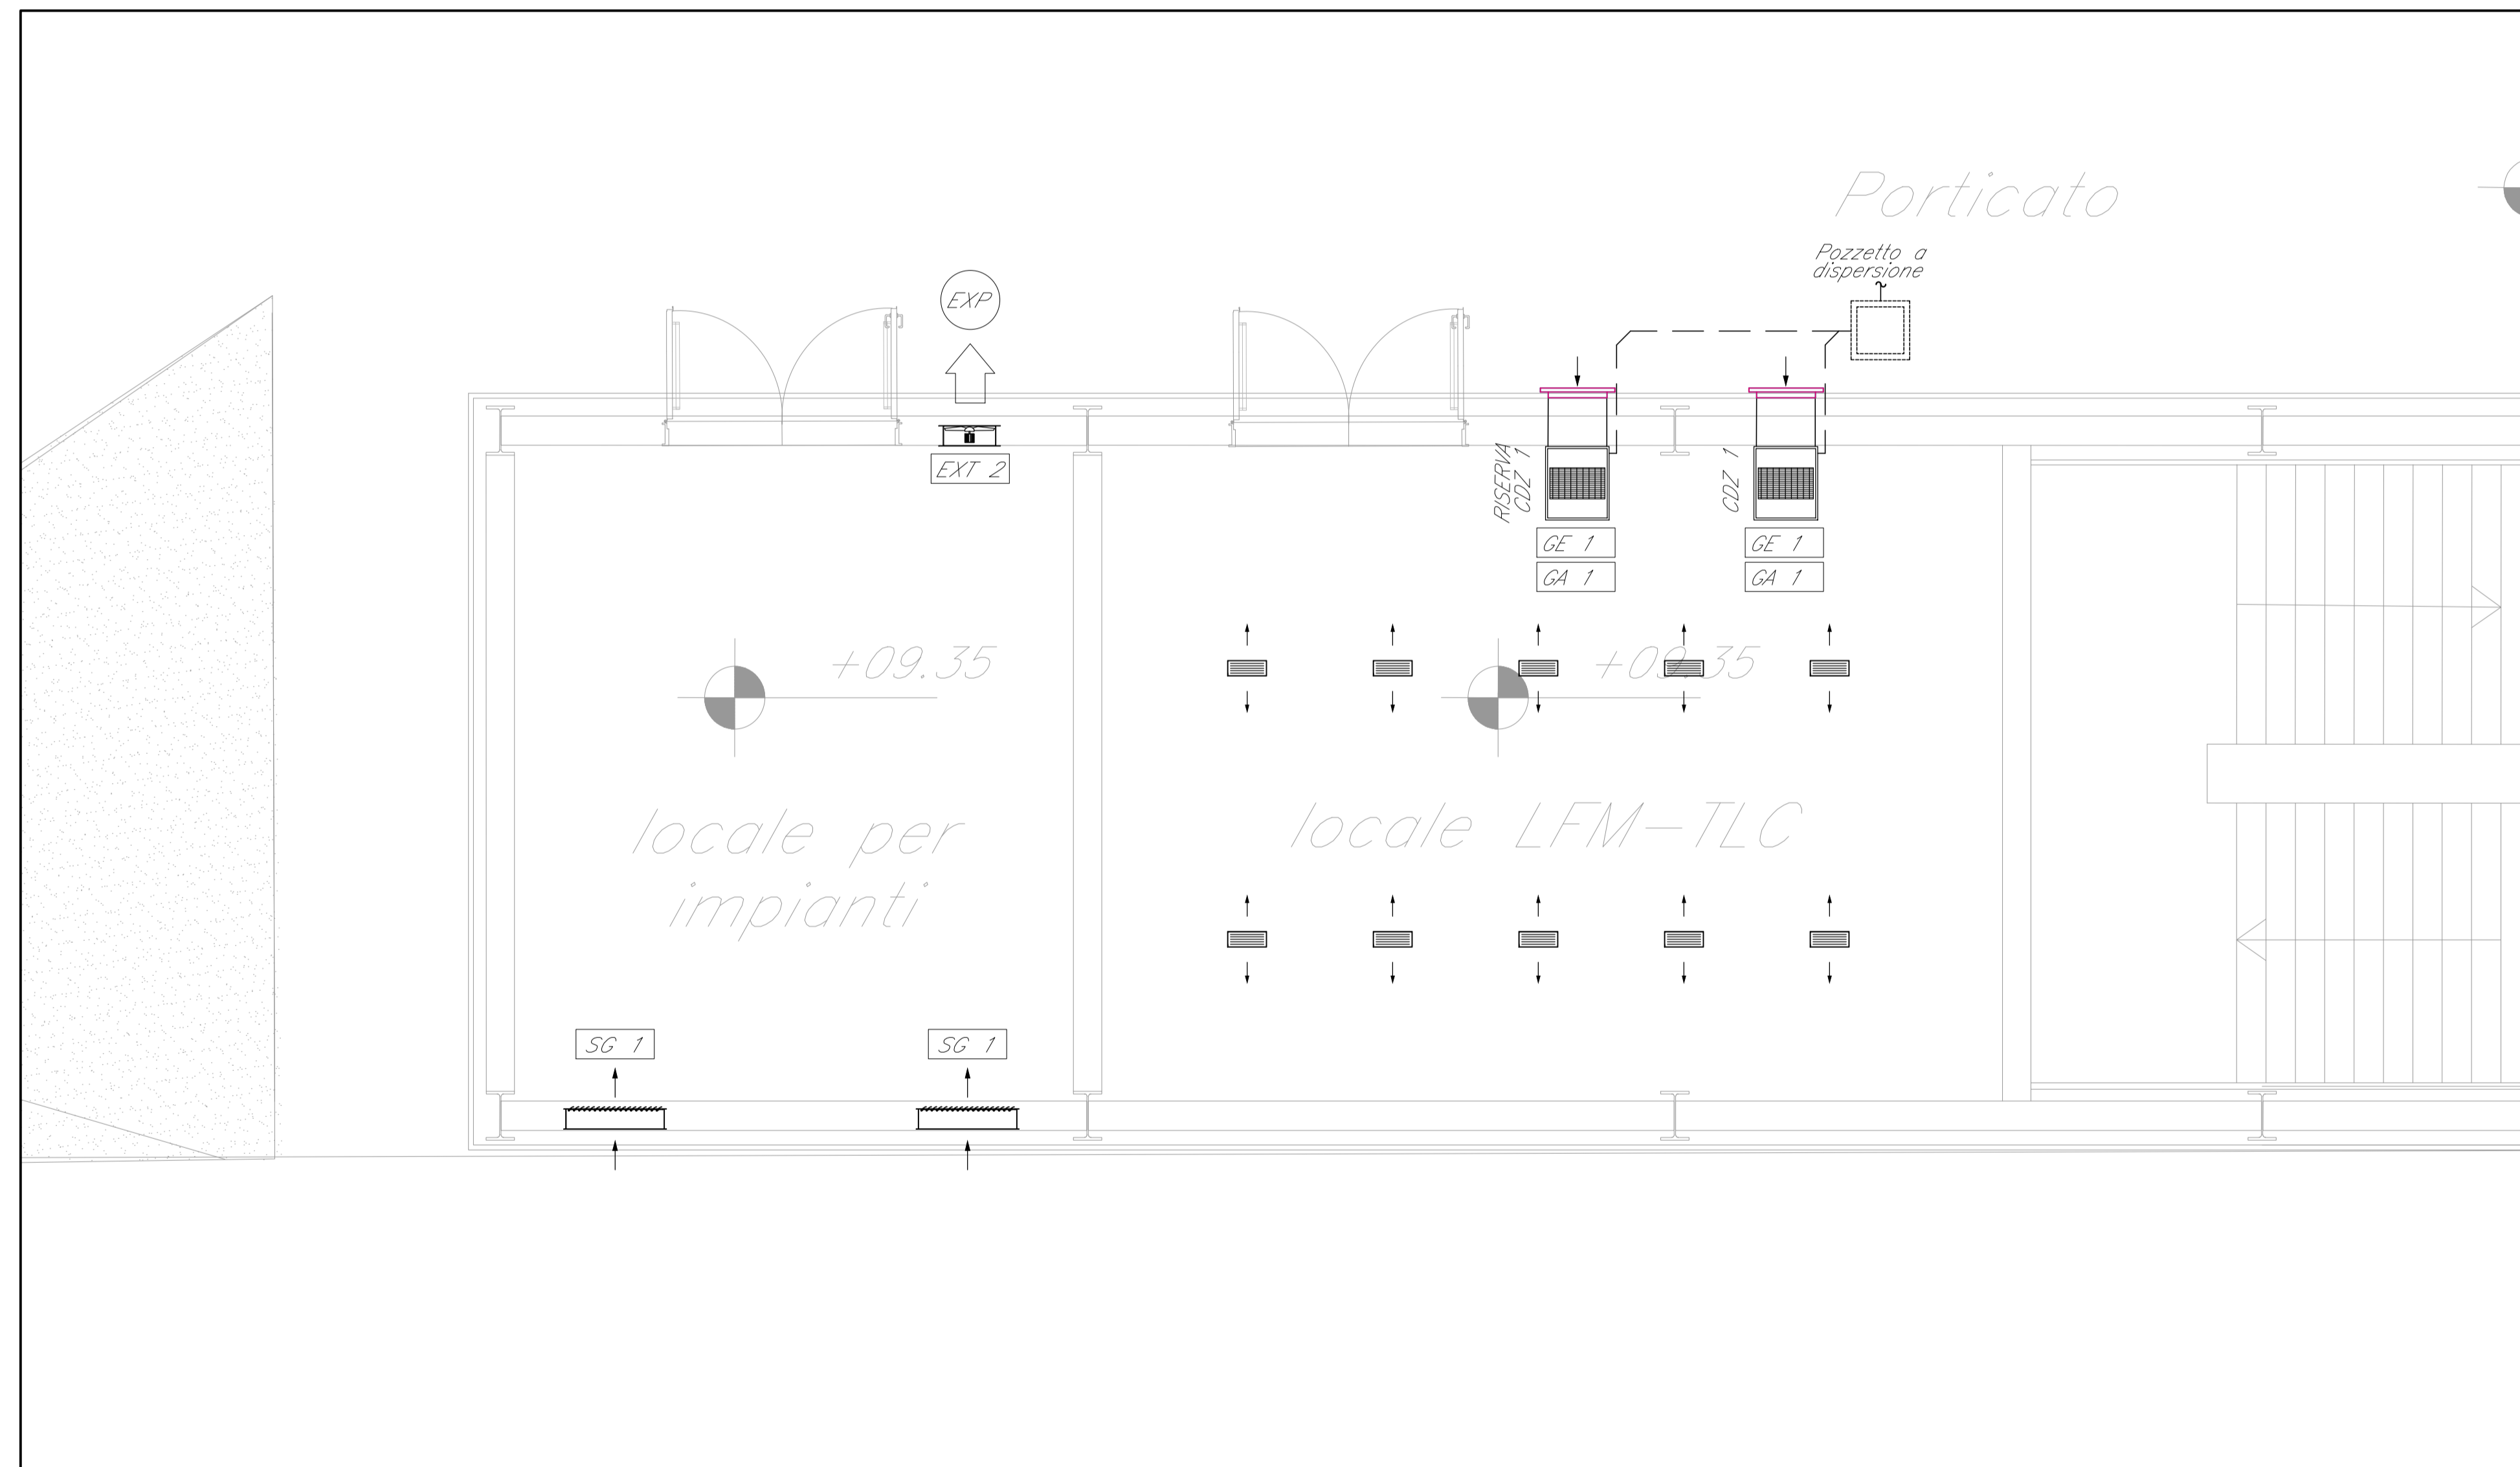 Porticato
Pozzetto a
dispersione
EXP
EXT 2
RISERVA
CDZ 1
CDZ 1
GE 1
GE 1
GA 1
GA 1
+09.35
+09.35
locale per
impianti
locale LFM-TLC
SG 1
SG 1